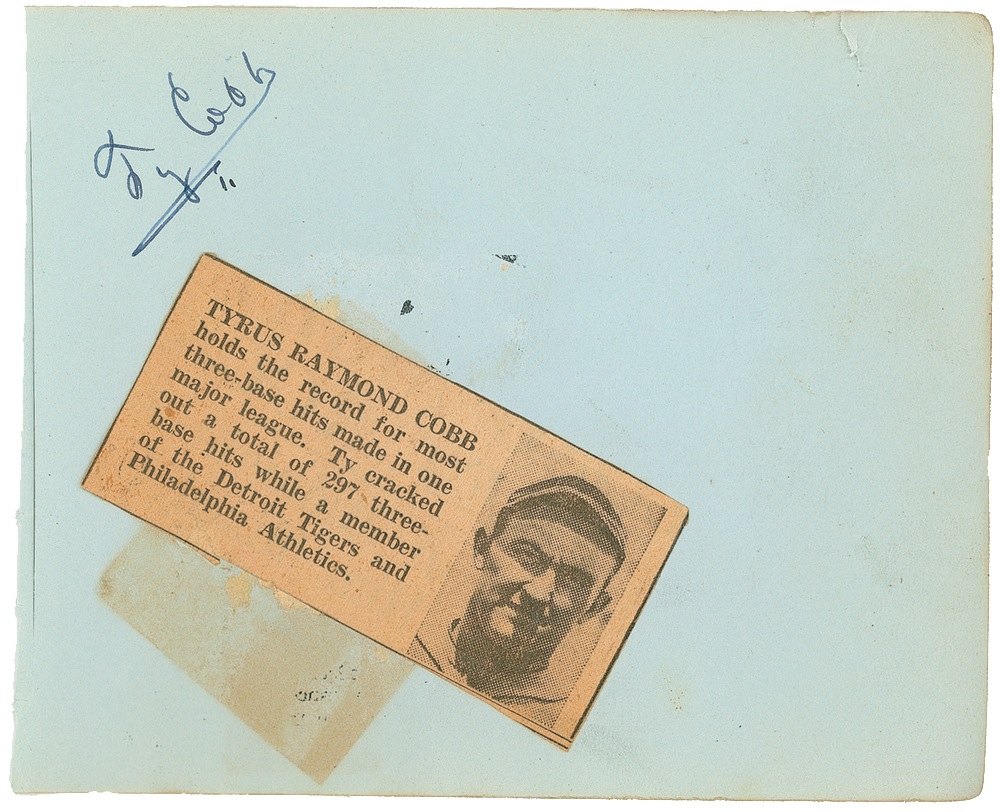 Ty Cobb
TYRUS RAYMOND COBB
holds the record for most
three-base hits made in one
major league. Ty cracked
out a total of 297 three-
base hits while a member
of the Detroit Tigers and
Philadelphia Athletics.